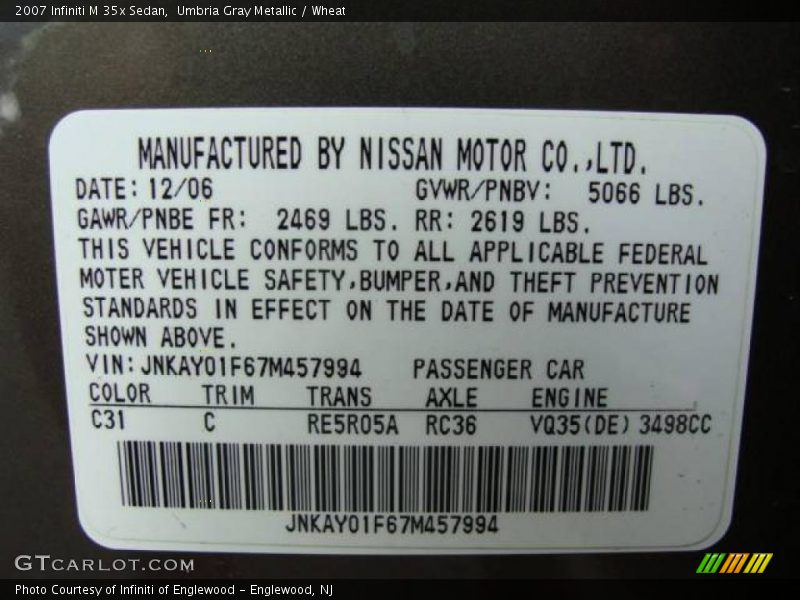 2007 Infiniti M 35x Sedan,  Umbria Gray Metallic / Wheat
MANUFACTURED BY NISSAN MOTOR CO.,LTD.
DATE: 12/06 GVWR/PNBV: 5066 LBS.
GAWR/PNBE FR: 2469 LBS. RR: 2619 LBS.
THIS VEHICLE CONFORMS TO ALL APPLICABLE FEDERAL
MOTER VEHICLE SAFETY,BUMPER,AND THEFT PREVENTION
STANDARDS IN EFFECT ON THE DATE OF MANUFACTURE
SHOWN ABOVE.
VIN: JNKAY01F67M457994 PASSENGER CAR
COLOR TRIM TRANS AXLE ENGINE
C31 C RE5R05A RC36 VQ35(DE) 3498CC
JNKAY01F67M457994
GTCARLOT.COM
Photo Courtesy of Infiniti of Englewood - Englewood, NJ